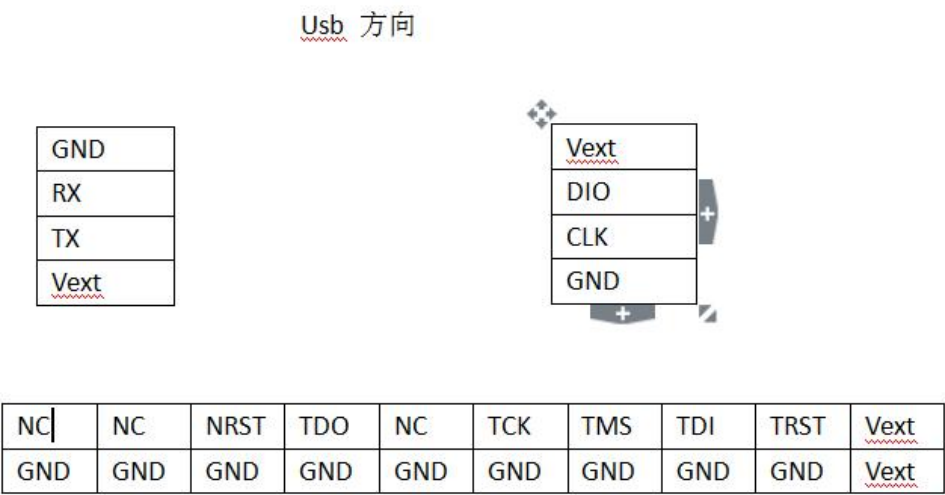 Usb 方向
GND
RX
TX
Vext
Vext
DIO
CLK
GND
NC NC NRST TDO NC TCK TMS TDI TRST Vext
GND GND GND GND GND GND GND GND GND Vext